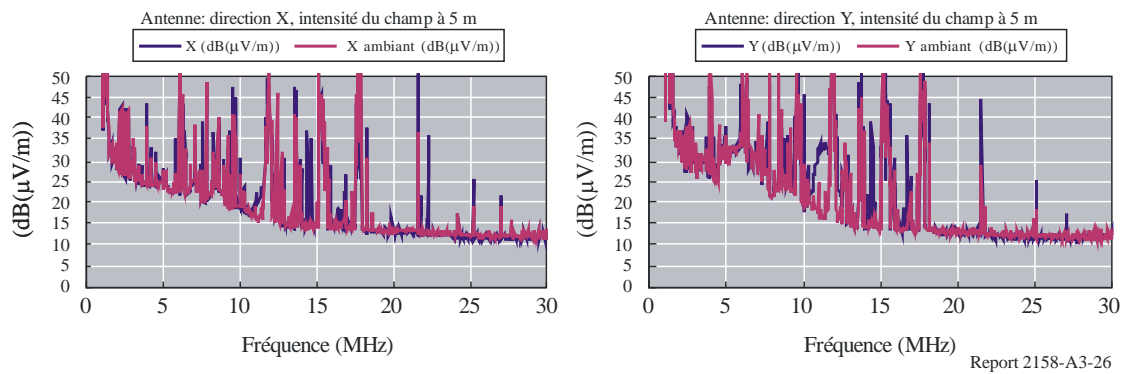 Antenne: direction X, intensité du champ à 5 m
X (dB(μV/m)) X ambiant (dB(μV/m))
(dB(μV/m))
50
45
40
35
30
25
20
15
10
5
0
0 5 10 15 20 25 30
Fréquence (MHz)
Antenne: direction Y, intensité du champ à 5 m
Y (dB(μV/m)) Y ambiant (dB(μV/m))
(dB(μV/m))
50
45
40
35
30
25
20
15
10
5
0
0 5 10 15 20 25 30
Fréquence (MHz)
Report 2158-A3-26